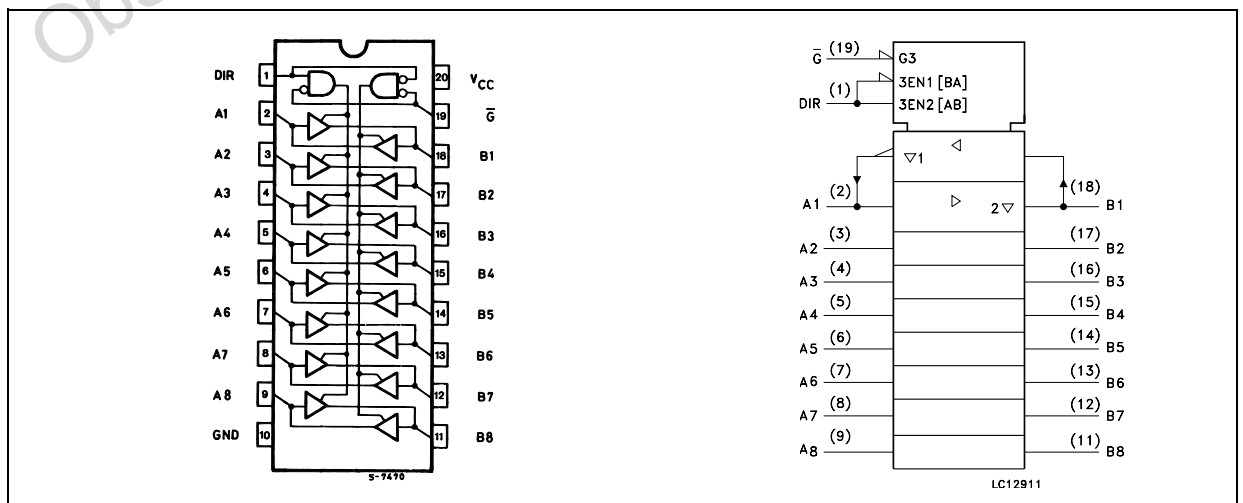 Obs
DIR 1 20 VCC
A1 2 19 G̅
A2 3 18 B1
A3 4 17 B2
A4 5 16 B3
A5 6 15 B4
A6 7 14 B5
A7 8 13 B6
A8 9 12 B7
GND 10 11 B8
S-7470
G̅ (19) G3
3EN1 [BA]
DIR (1) 3EN2 [AB]
▽1 ◁
A1 (2) ▷ 2▽ (18) B1
A2 (3) (17) B2
A3 (4) (16) B3
A4 (5) (15) B4
A5 (6) (14) B5
A6 (7) (13) B6
A7 (8) (12) B7
A8 (9) (11) B8
LC12911